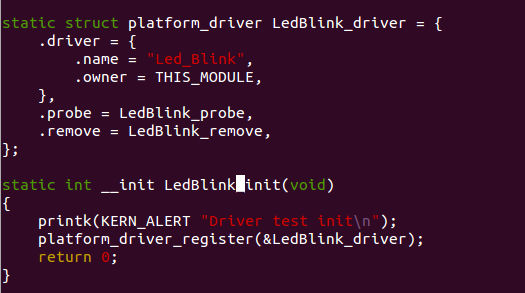 static struct platform_driver LedBlink_driver = {
    .driver = {
        .name = "Led_Blink",
        .owner = THIS_MODULE,
    },
    .probe = LedBlink_probe,
    .remove = LedBlink_remove,
};

static int __init LedBlink_init(void)
{
    printk(KERN_ALERT "Driver test init\n");
    platform_driver_register(&LedBlink_driver);
    return 0;
}